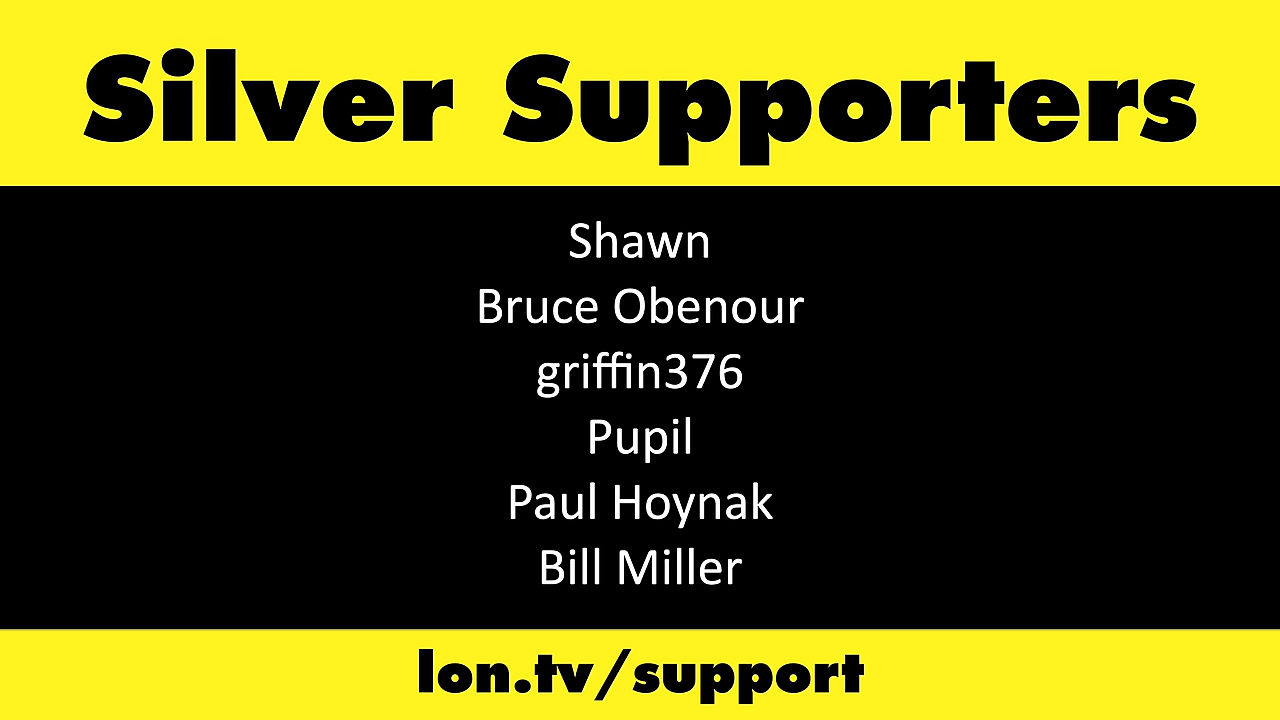 Silver Supporters
Shawn
Bruce Obenour
griffin376
Pupil
Paul Hoynak
Bill Miller
lon.tv/support